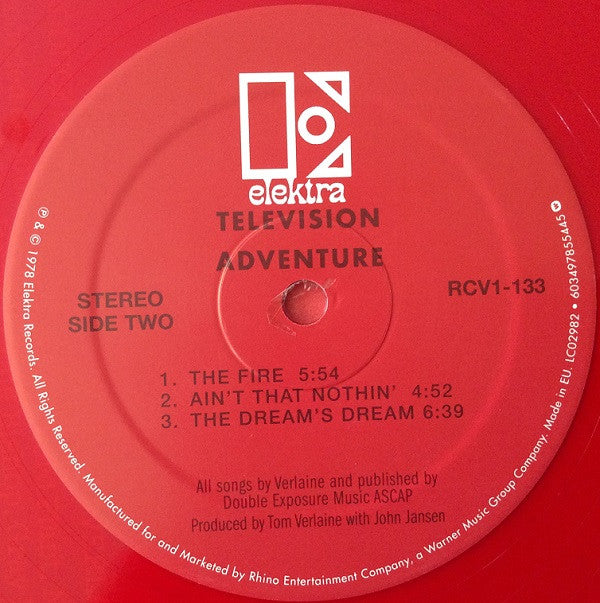 elektra
TELEVISION
ADVENTURE
STEREO
SIDE TWO
RCV1-133
1. THE FIRE 5:54
2. AIN'T THAT NOTHIN' 4:52
3. THE DREAM'S DREAM 6:39
All songs by Verlaine and published by
Double Exposure Music ASCAP
Produced by Tom Verlaine with John Jansen
℗ & © 1978 Elektra Records. All Rights Reserved. Manufactured for and Marketed by Rhino Entertainment Company, a Warner Music Group Company. Made in EU. LC02982 • 603497855445